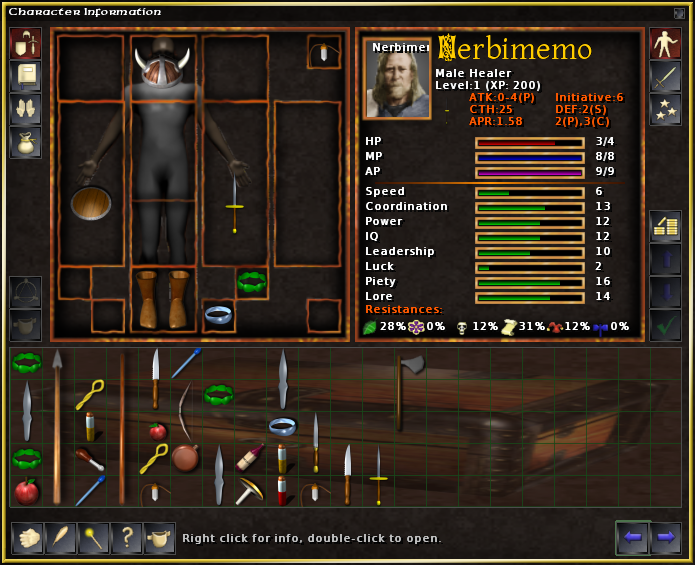 Character Information
Nerbimer
Nerbimemo
Male Healer
Level:1 (XP: 200)
ATK:0-4(P) Initiative:6
CTH:25 DEF:2(S)
APR:1.58 2(P),3(C)
HP 3/4
MP 8/8
AP 9/9
Speed 6
Coordination 13
Power 12
IQ 12
Leadership 10
Luck 2
Piety 16
Lore 14
Resistances:
28% 0% 12% 31% 12% 0%
Right click for info, double-click to open.